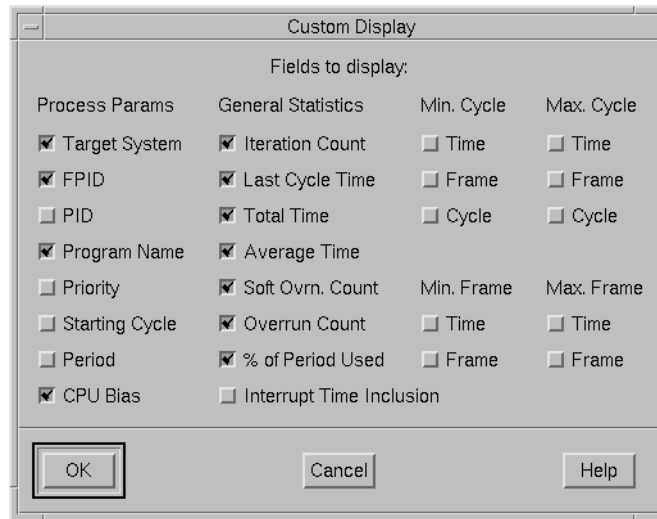 Custom Display
Fields to display:
Process Params General Statistics Min. Cycle Max. Cycle
Target System Iteration Count Time Time
FPID Last Cycle Time Frame Frame
PID Total Time Cycle Cycle
Program Name Average Time
Priority Soft Ovrn. Count Min. Frame Max. Frame
Starting Cycle Overrun Count Time Time
Period % of Period Used Frame Frame
CPU Bias Interrupt Time Inclusion
OK Cancel Help